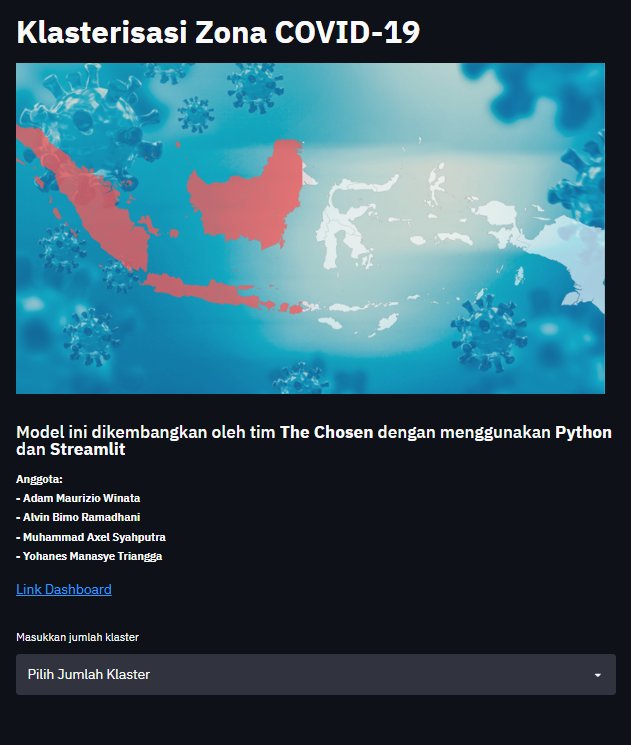 Klasterisasi Zona COVID-19
Model ini dikembangkan oleh tim The Chosen dengan menggunakan Python
dan Streamlit
Anggota:
- Adam Maurizio Winata
- Alvin Bimo Ramadhani
- Muhammad Axel Syahputra
- Yohanes Manasye Triangga
Link Dashboard
Masukkan jumlah klaster
Pilih Jumlah Klaster